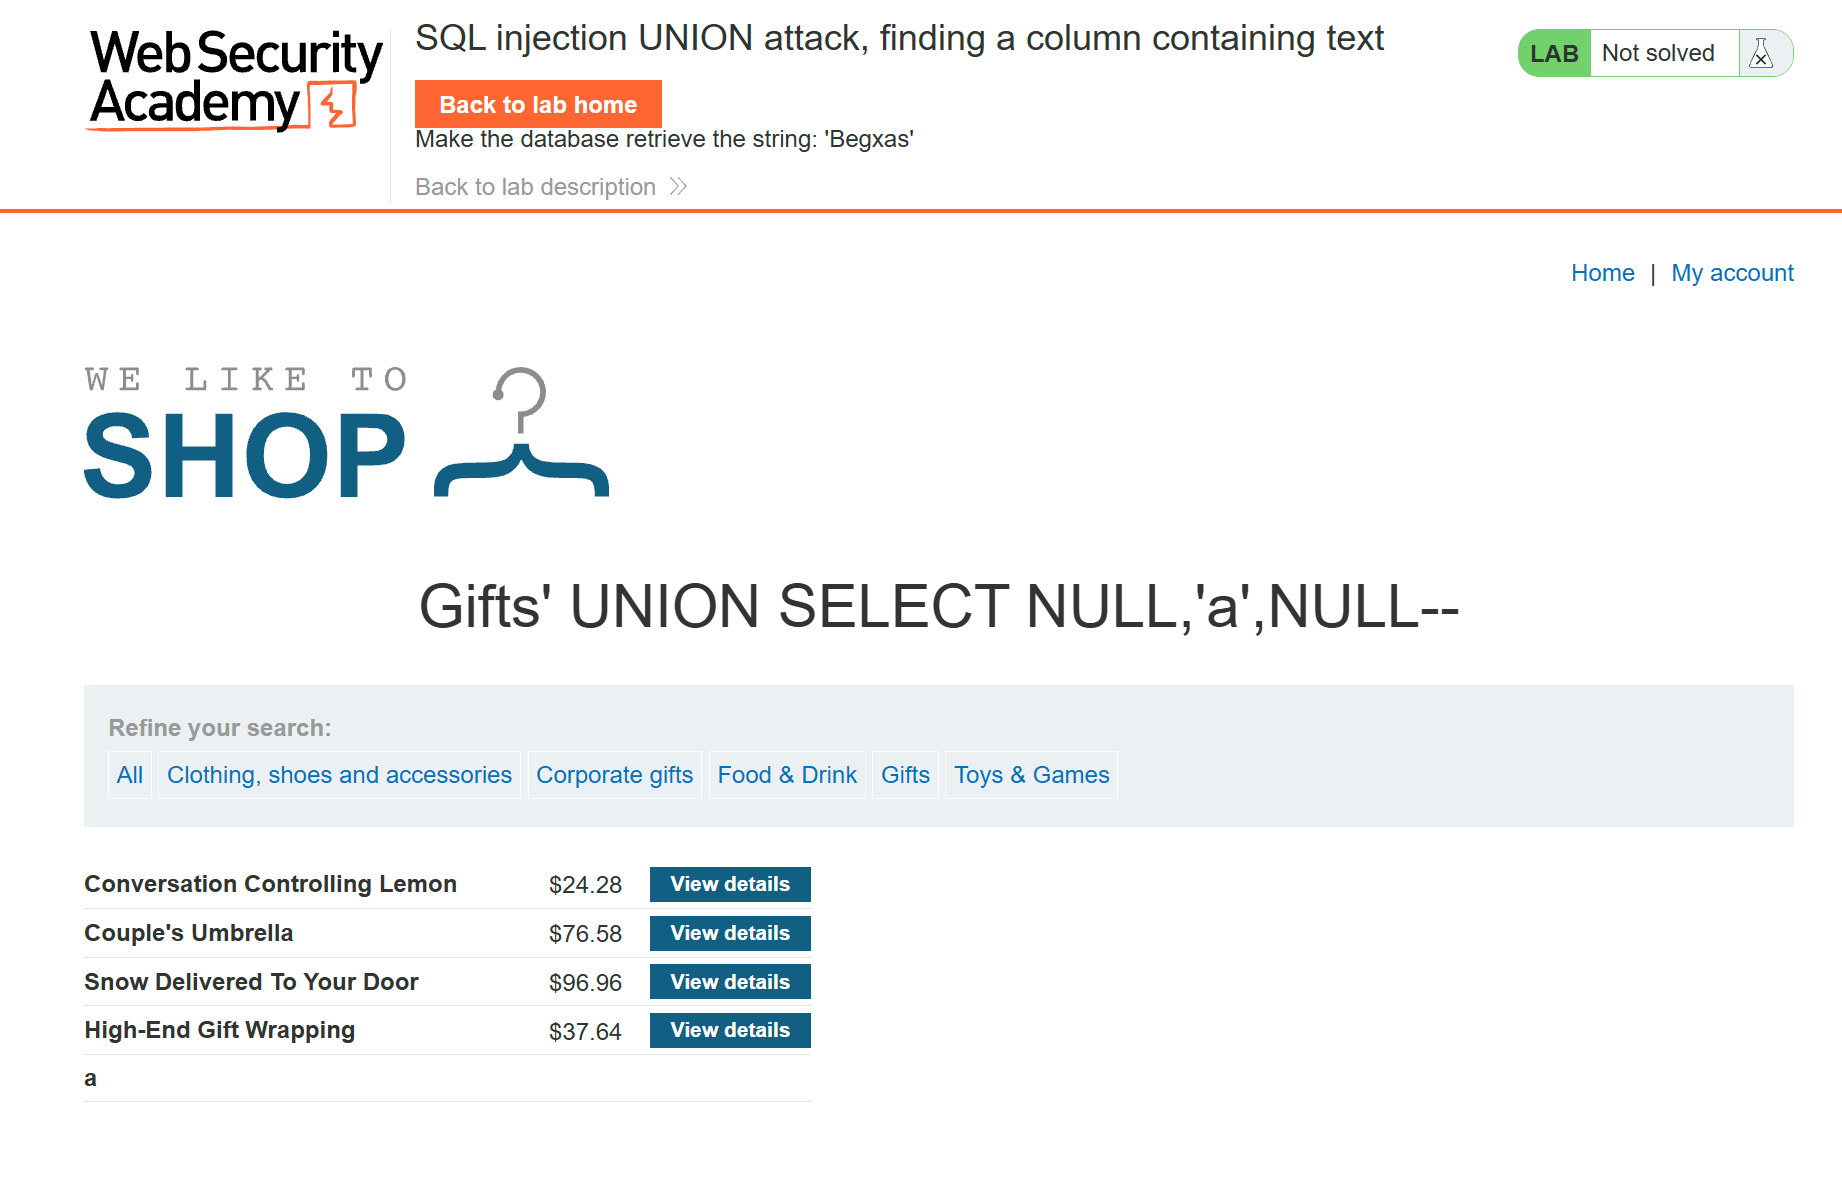 Web Security
Academy
SQL injection UNION attack, finding a column containing text
LAB Not solved
Back to lab home
Make the database retrieve the string: 'Begxas'
Back to lab description
Home | My account
WE LIKE TO
SHOP
Gifts' UNION SELECT NULL,'a',NULL--
Refine your search:
All Clothing, shoes and accessories Corporate gifts Food & Drink Gifts Toys & Games
Conversation Controlling Lemon $24.28 View details
Couple's Umbrella $76.58 View details
Snow Delivered To Your Door $96.96 View details
High-End Gift Wrapping $37.64 View details
a